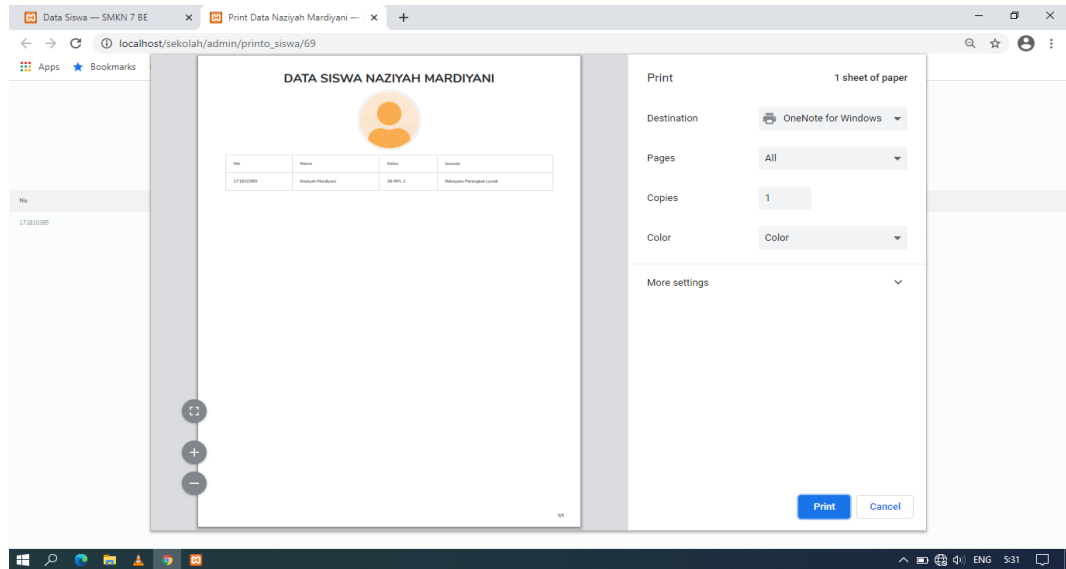 Data Siswa — SMKN 7 BE
Print Data Naziyah Mardiyani —
localhost/sekolah/admin/printo_siswa/69
Apps
Bookmarks
DATA SISWA NAZIYAH MARDIYANI
Nis Nama Kelas Jurusan
171810385 Naziyah Mardiyani XII RPL 1 Rekayasa Perangkat Lunak
1/1
Nis
171810385
Print 1 sheet of paper
Destination OneNote for Windows
Pages All
Copies 1
Color Color
More settings
Print Cancel
ENG 5:31